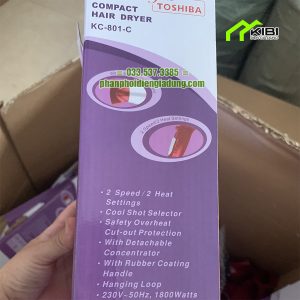 COMPACT
HAIR DRYER
KC-801-C
TOSHIBA
KIBI
033.537.3685
phanphoidiengiadung.com
• 2 Speed / 2 Heat
Settings
• Cool Shot Selector
• Safety Overheat
Cut-out Protection
• With Detachable
Concentrator
• With Rubber Coating
Handle
• Hanging Loop
• 230V~50Hz, 1800Watts